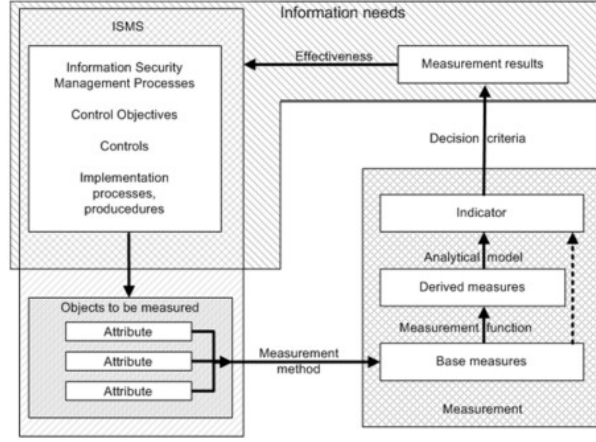 Information needs
ISMS
Information Security
Management Processes
Control Objectives
Controls
Implementation
processes,
producedures
Effectiveness
Measurement results
Decision criteria
Indicator
Analytical model
Derived measures
Measurement function
Base measures
Measurement
Objects to be measured
Attribute
Attribute
Attribute
Measurement
method